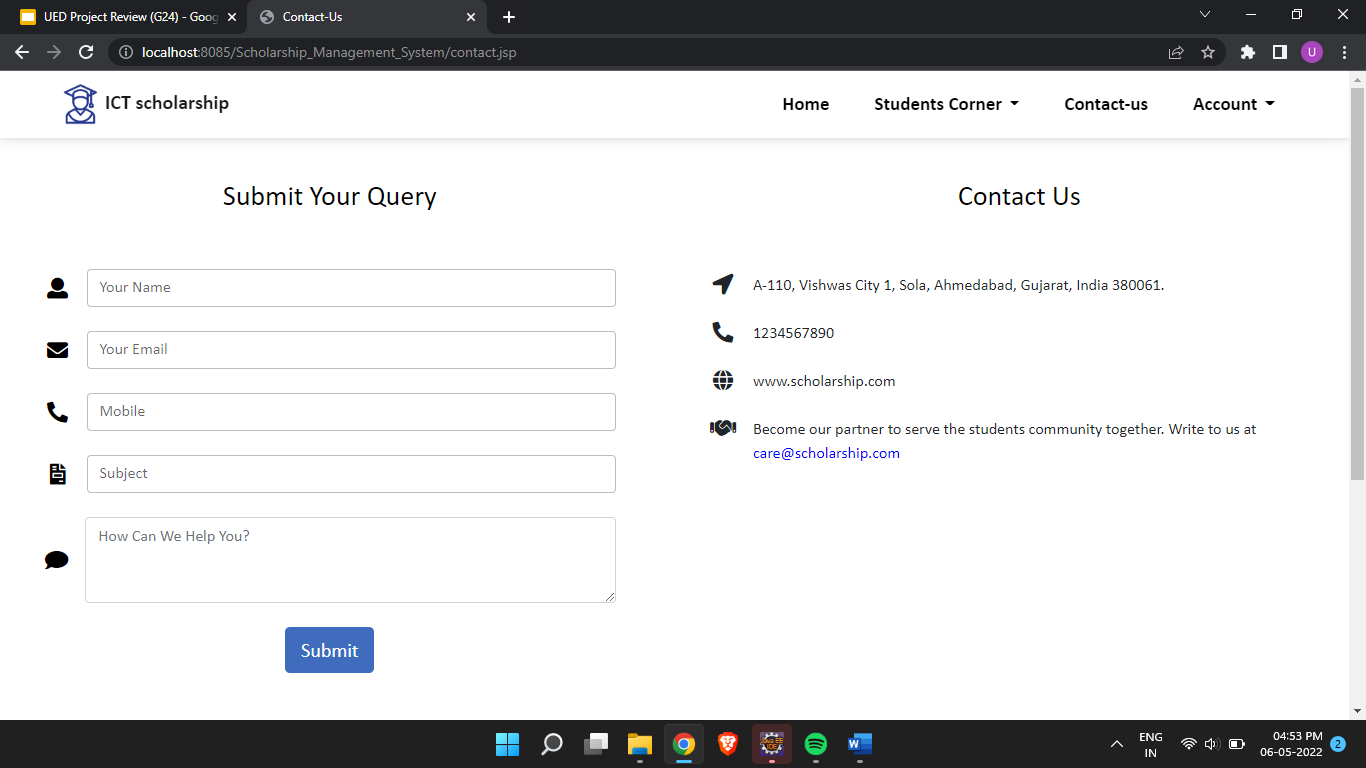 UED Project Review (G24) - Goog
Contact-Us
localhost:8085/Scholarship_Management_System/contact.jsp
U
ICT scholarship
Home
Students Corner
Contact-us
Account
Submit Your Query
Your Name
Your Email
Mobile
Subject
How Can We Help You?
Submit
Contact Us
A-110, Vishwas City 1, Sola, Ahmedabad, Gujarat, India 380061.
1234567890
www.scholarship.com
Become our partner to serve the students community together. Write to us at
care@scholarship.com
ENG
IN
04:53 PM
06-05-2022
2